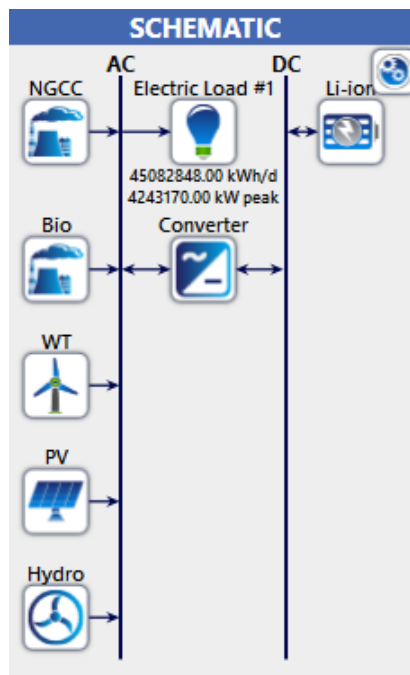 SCHEMATIC
AC DC
NGCC Electric Load #1 Li-ion
45082848.00 kWh/d
4243170.00 kW peak
Bio Converter
WT
PV
Hydro